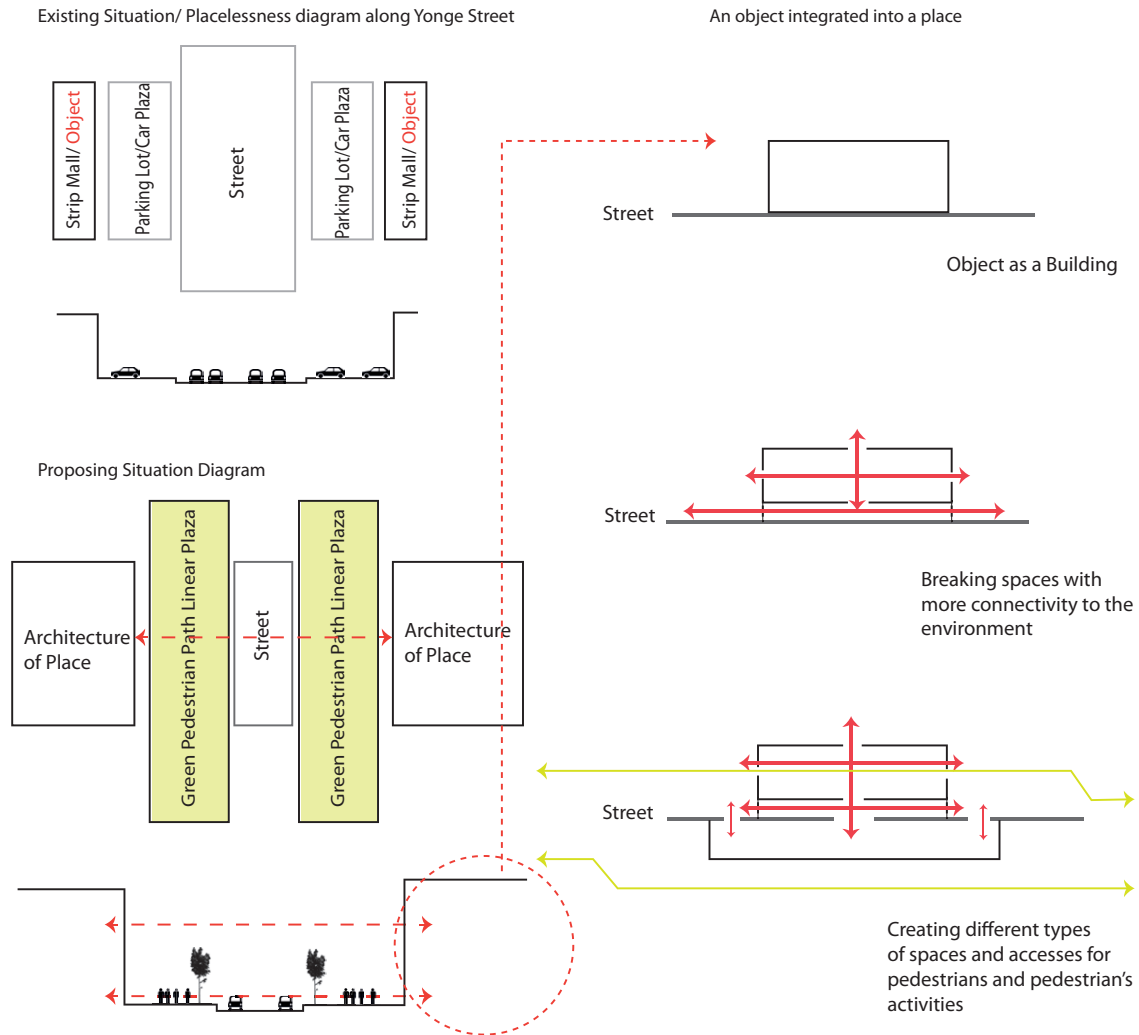 Existing Situation/ Placelessness diagram along Yonge Street
Strip Mall/ Object
Parking Lot/Car Plaza
Street
Parking Lot/Car Plaza
Strip Mall/ Object
Proposing Situation Diagram
Architecture
of Place
Green Pedestrian Path Linear Plaza
Street
Green Pedestrian Path Linear Plaza
Architecture
of Place
An object integrated into a place
Street
Object as a Building
Street
Breaking spaces with
more connectivity to the
environment
Street
Creating different types
of spaces and accesses for
pedestrians and pedestrian's
activities